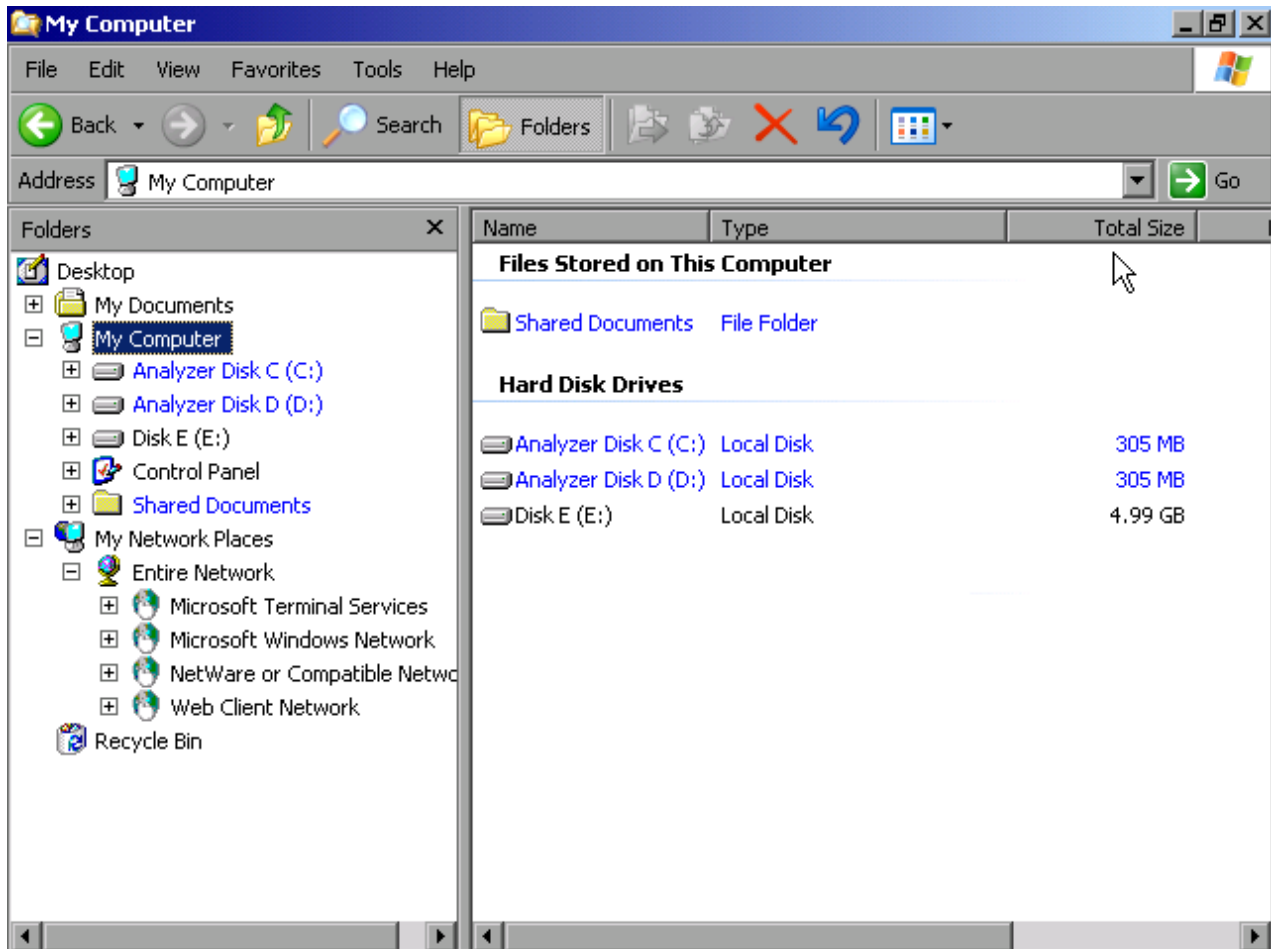 My Computer
File Edit View Favorites Tools Help
Back Search Folders
Address My Computer Go
Folders
Desktop
My Documents
My Computer
Analyzer Disk C (C:)
Analyzer Disk D (D:)
Disk E (E:)
Control Panel
Shared Documents
My Network Places
Entire Network
Microsoft Terminal Services
Microsoft Windows Network
NetWare or Compatible Netwo
Web Client Network
Recycle Bin
Name Type Total Size
Files Stored on This Computer
Shared Documents File Folder
Hard Disk Drives
Analyzer Disk C (C:) Local Disk 305 MB
Analyzer Disk D (D:) Local Disk 305 MB
Disk E (E:) Local Disk 4.99 GB